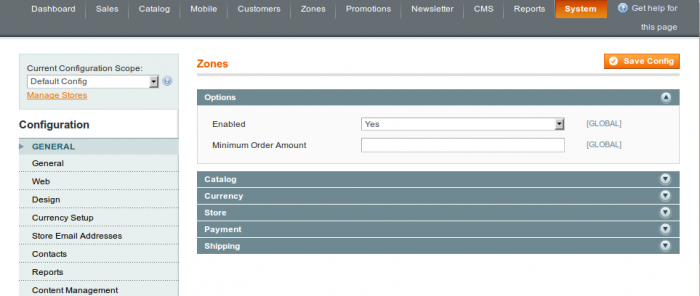 Dashboard Sales Catalog Mobile Customers Zones Promotions Newsletter CMS Reports System Get help for this page
Current Configuration Scope:
Default Config
Manage Stores
Configuration
GENERAL
General
Web
Design
Currency Setup
Store Email Addresses
Contacts
Reports
Content Management
Zones
Save Config
Options
Enabled Yes [GLOBAL]
Minimum Order Amount [GLOBAL]
Catalog
Currency
Store
Payment
Shipping